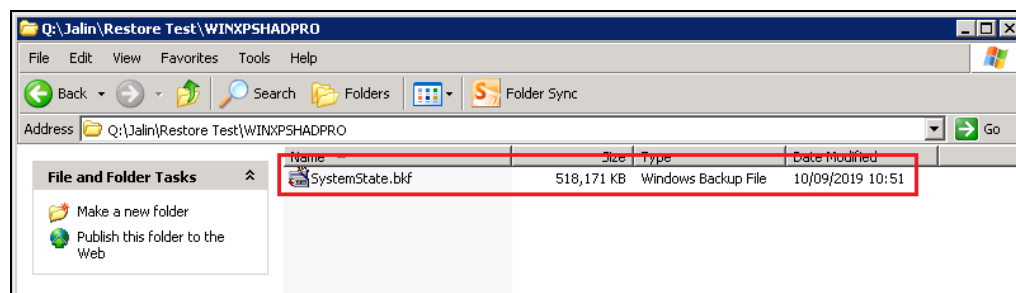 Q:\Jalin\Restore Test\WINXPSHADPRO
File Edit View Favorites Tools Help
Back Search Folders Folder Sync
Address Q:\Jalin\Restore Test\WINXPSHADPRO Go
Name Size Type Date Modified
File and Folder Tasks
SystemState.bkf 518,171 KB Windows Backup File 10/09/2019 10:51
Make a new folder
Publish this folder to the
Web